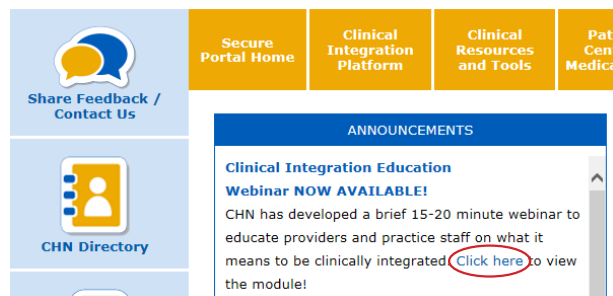 Secure
Portal Home
Clinical
Integration
Platform
Clinical
Resources
and Tools
Share Feedback /
Contact Us
CHN Directory
ANNOUNCEMENTS
Clinical Integration Education
Webinar NOW AVAILABLE!
CHN has developed a brief 15-20 minute webinar to
educate providers and practice staff on what it
means to be clinically integrated. Click here to view
the module!